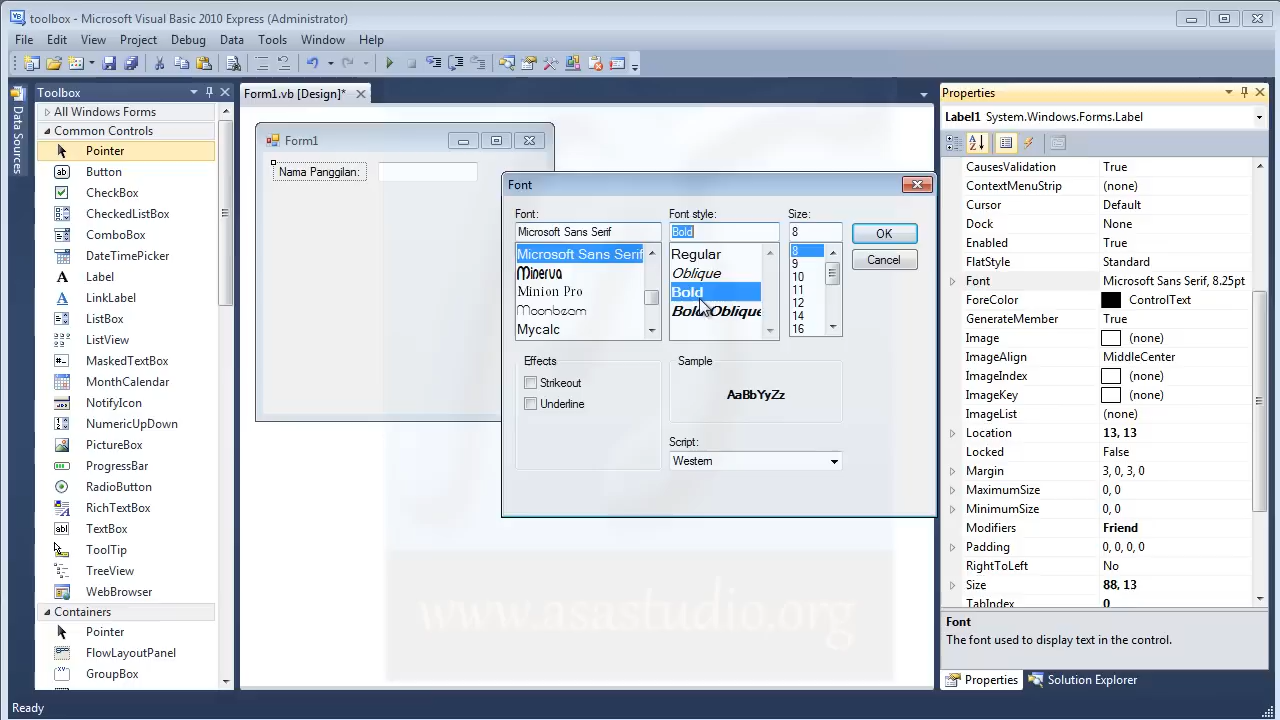 toolbox - Microsoft Visual Basic 2010 Express (Administrator)
File Edit View Project Debug Data Tools Window Help
Data Sources
Toolbox
All Windows Forms
Common Controls
Pointer
Button
CheckBox
CheckedListBox
ComboBox
DateTimePicker
Label
LinkLabel
ListBox
ListView
MaskedTextBox
MonthCalendar
NotifyIcon
NumericUpDown
PictureBox
ProgressBar
RadioButton
RichTextBox
TextBox
ToolTip
TreeView
WebBrowser
Containers
Pointer
FlowLayoutPanel
GroupBox
Form1.vb [Design]*
Form1
Nama Panggilan:
Font
Font:
Microsoft Sans Serif
Microsoft Sans Serif
Minerva
Minion Pro
Moonbeam
Mycalc
Font style:
Bold
Regular
Oblique
Bold
Bold Oblique
Size:
8
8
9
10
11
12
14
16
OK
Cancel
Effects
Strikeout
Underline
Sample
AaBbYyZz
Script:
Western
Properties
Label1 System.Windows.Forms.Label
CausesValidation True
ContextMenuStrip (none)
Cursor Default
Dock None
Enabled True
FlatStyle Standard
Font Microsoft Sans Serif, 8.25pt
ForeColor ControlText
GenerateMember True
Image (none)
ImageAlign MiddleCenter
ImageIndex (none)
ImageKey (none)
ImageList (none)
Location 13, 13
Locked False
Margin 3, 0, 3, 0
MaximumSize 0, 0
MinimumSize 0, 0
Modifiers Friend
Padding 0, 0, 0, 0
RightToLeft No
Size 88, 13
TabIndex 0
Font
The font used to display text in the control.
Properties Solution Explorer
Ready